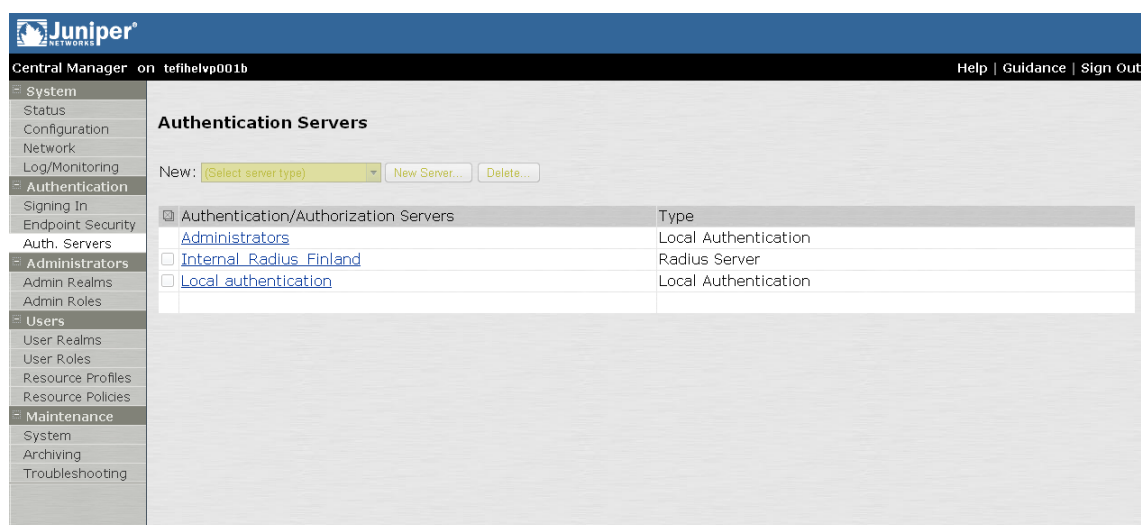 Juniper®
NETWORKS
Central Manager on tefihelvp001b
Help | Guidance | Sign Out
System
Status
Configuration
Network
Log/Monitoring
Authentication
Signing In
Endpoint Security
Auth. Servers
Administrators
Admin Realms
Admin Roles
Users
User Realms
User Roles
Resource Profiles
Resource Policies
Maintenance
System
Archiving
Troubleshooting
Authentication Servers
New: (Select server type) New Server... Delete...
Authentication/Authorization Servers Type
Administrators Local Authentication
Internal Radius Finland Radius Server
Local authentication Local Authentication